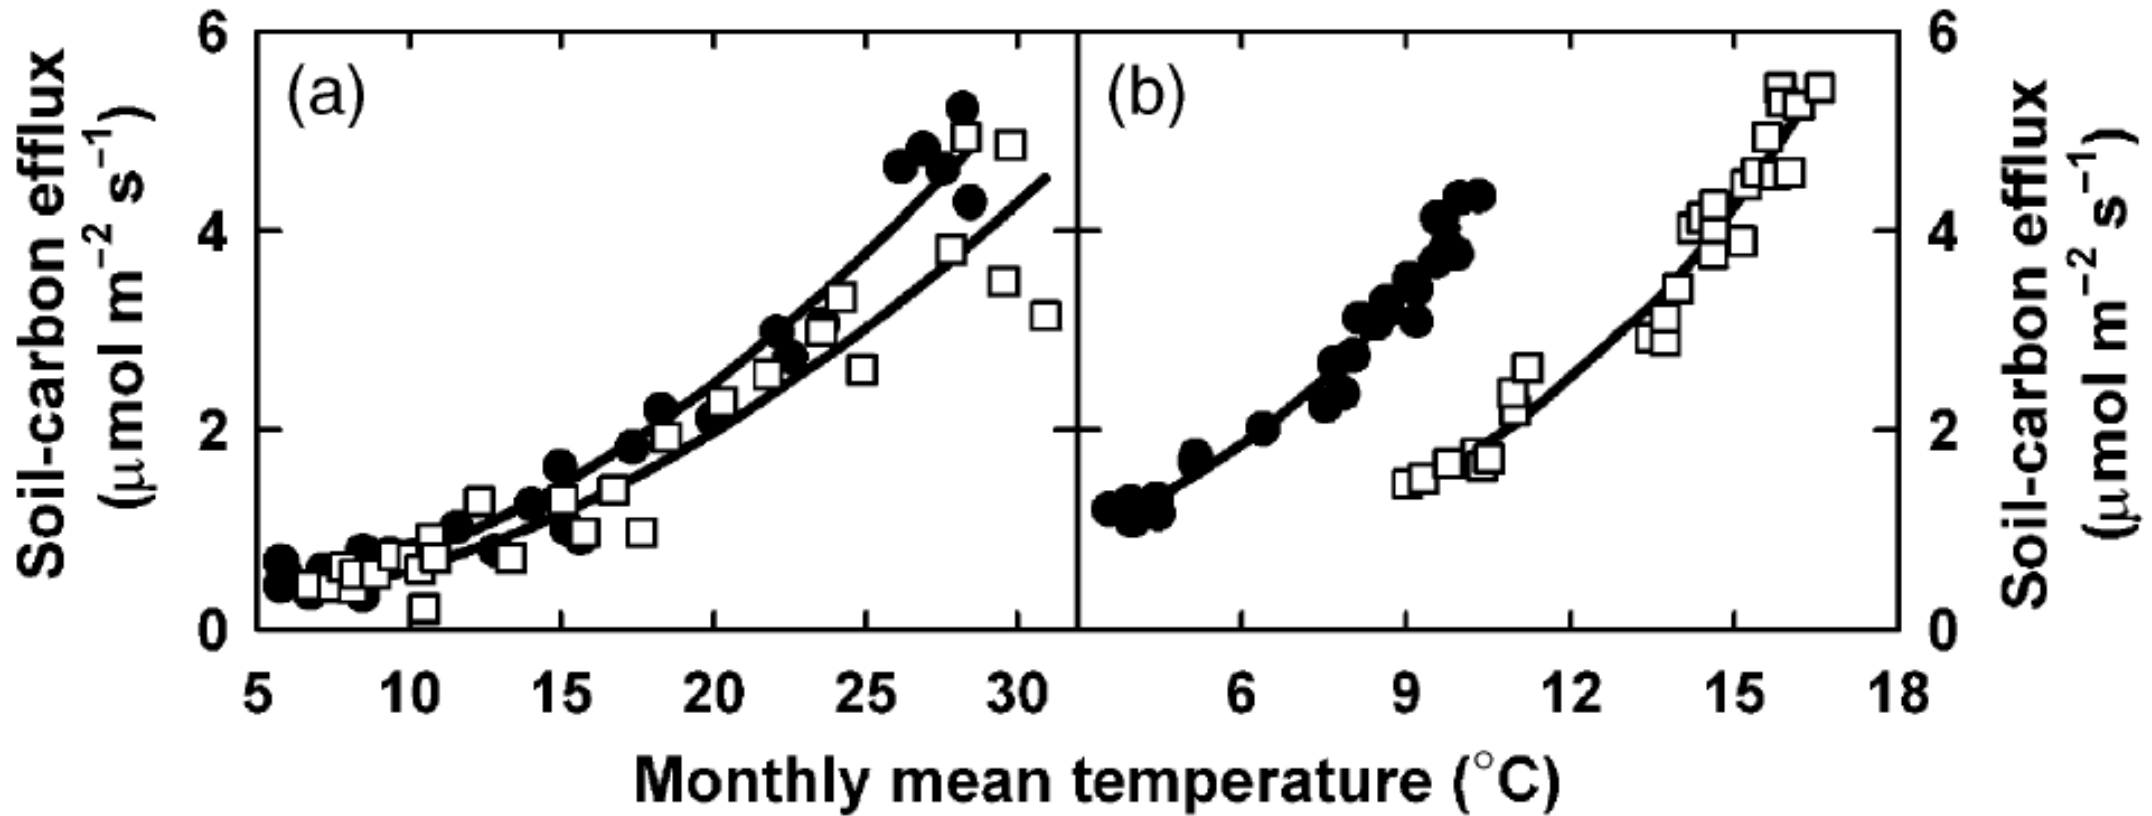 Soil-carbon efflux
(μmol m⁻² s⁻¹)
6
4
2
0
(a)
(b)
6
4
2
0
Soil-carbon efflux
(μmol m⁻² s⁻¹)
5 10 15 20 25 30 6 9 12 15 18
Monthly mean temperature (°C)